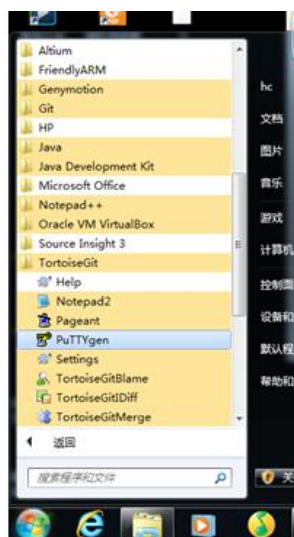 Altium
FriendlyARM
Genymotion
Git
HP
Java
Java Development Kit
Microsoft Office
Notepad++
Oracle VM VirtualBox
Source Insight 3
TortoiseGit
Help
Notepad2
Pageant
PuTTYgen
Settings
TortoiseGitBlame
TortoiseGitIDiff
TortoiseGitMerge
返回
搜索程序和文件
hc
文档
图片
音乐
游戏
计算机
控制面
设备和
默认程
帮助和
关